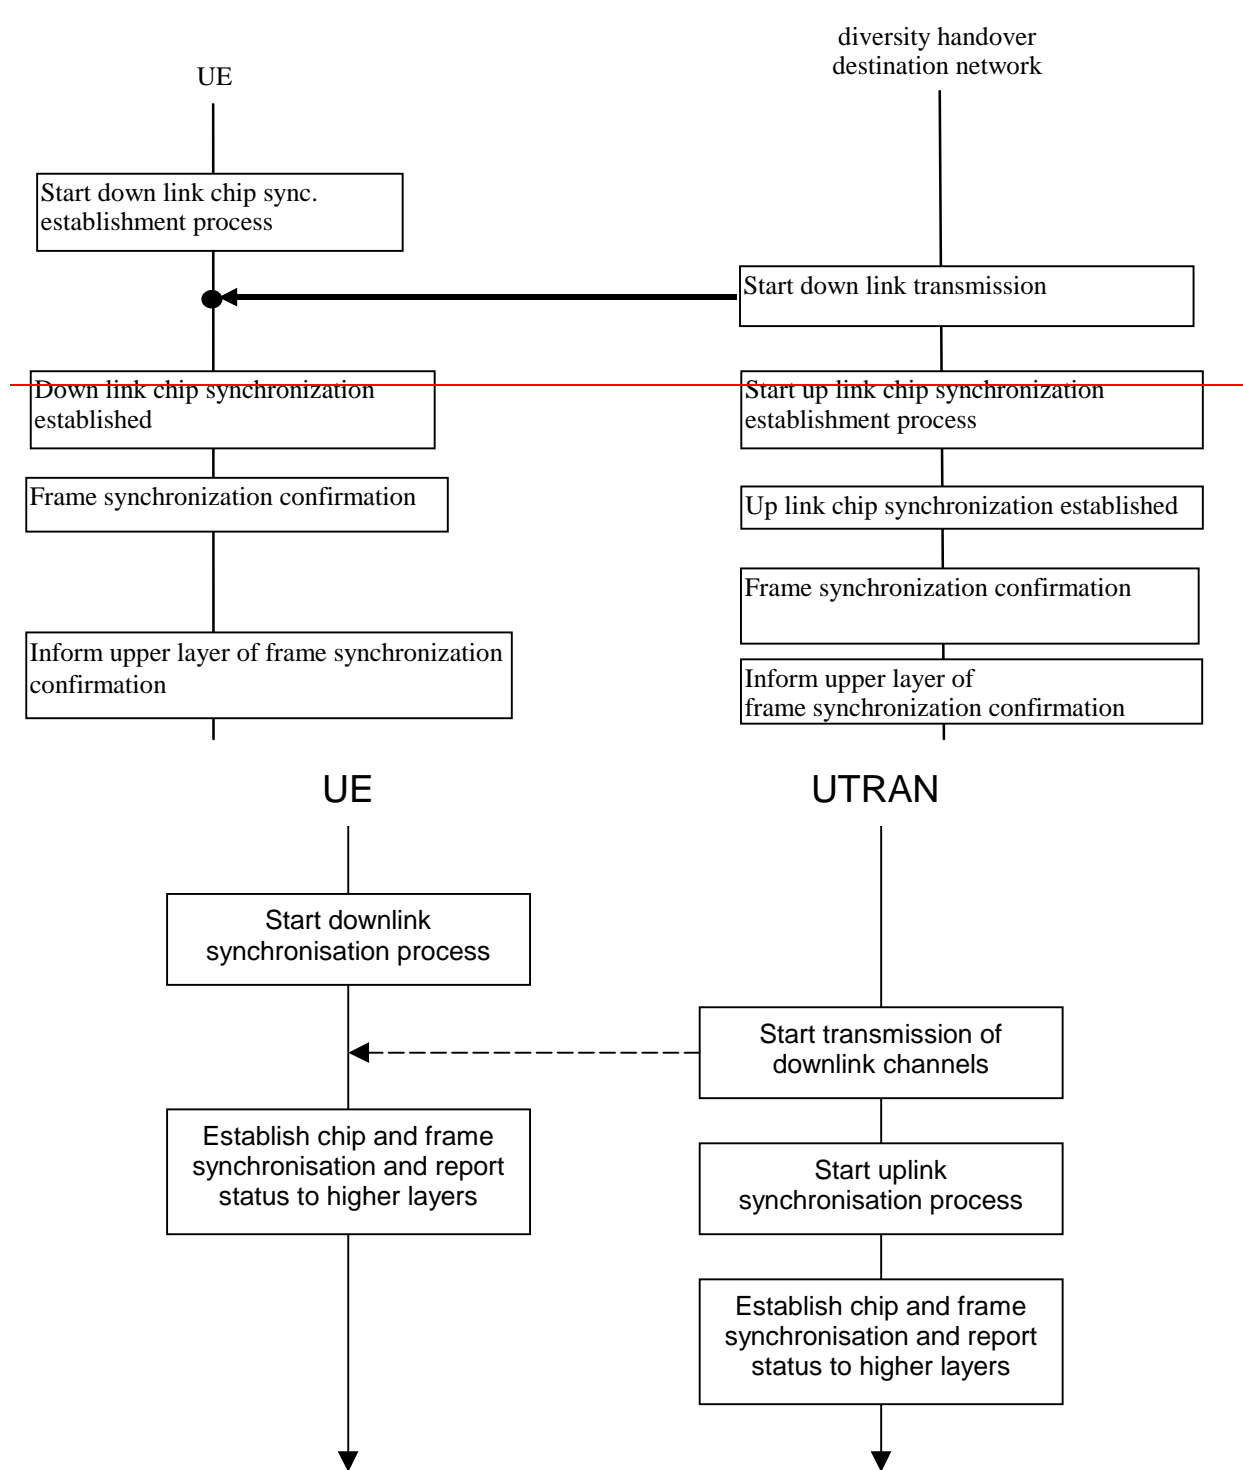 diversity handover
destination network
UE
Start down link chip sync.
establishment process
Start down link transmission
Down link chip synchronization
established
Start up link chip synchronization
establishment process
Frame synchronization confirmation
Up link chip synchronization established
Frame synchronization confirmation
Inform upper layer of frame synchronization
confirmation
Inform upper layer of
frame synchronization confirmation
UE
UTRAN
Start downlink
synchronisation process
Start transmission of
downlink channels
Establish chip and frame
synchronisation and report
status to higher layers
Start uplink
synchronisation process
Establish chip and frame
synchronisation and report
status to higher layers